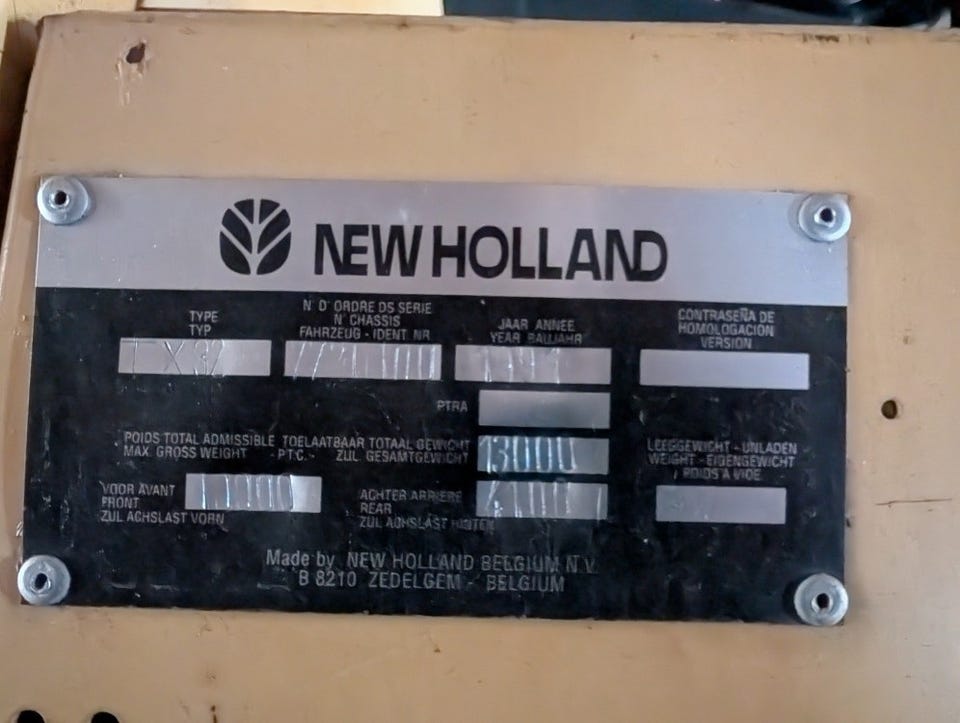 NEW HOLLAND
TYPE
TYP
N D' ORDRE DS SERIE
N CHASSIS
FAHRZEUG - IDENT. NR.
JAAR ANNEE
YEAR BAUJAHR
CONTRASEÑA DE
HOMOLOGACION
VERSION
TX32
PTRA
POIDS TOTAL ADMISSIBLE TOELAATBAAR TOTAAL GEWICHT
MAX. GROSS WEIGHT - P.T.C. - ZUL GESAMTGEWICHT
13000
LEEGGEWICHT - UNLADEN
WEIGHT - EIGENGEWICHT
POIDS A VIDE
VOOR AVANT
FRONT
ZUL ACHSLAST VORN
ACHTER ARRIERE
REAR
ZUL ACHSLAST HINTEN
Made by NEW HOLLAND BELGIUM N.V.
B 8210 ZEDELGEM - BELGIUM